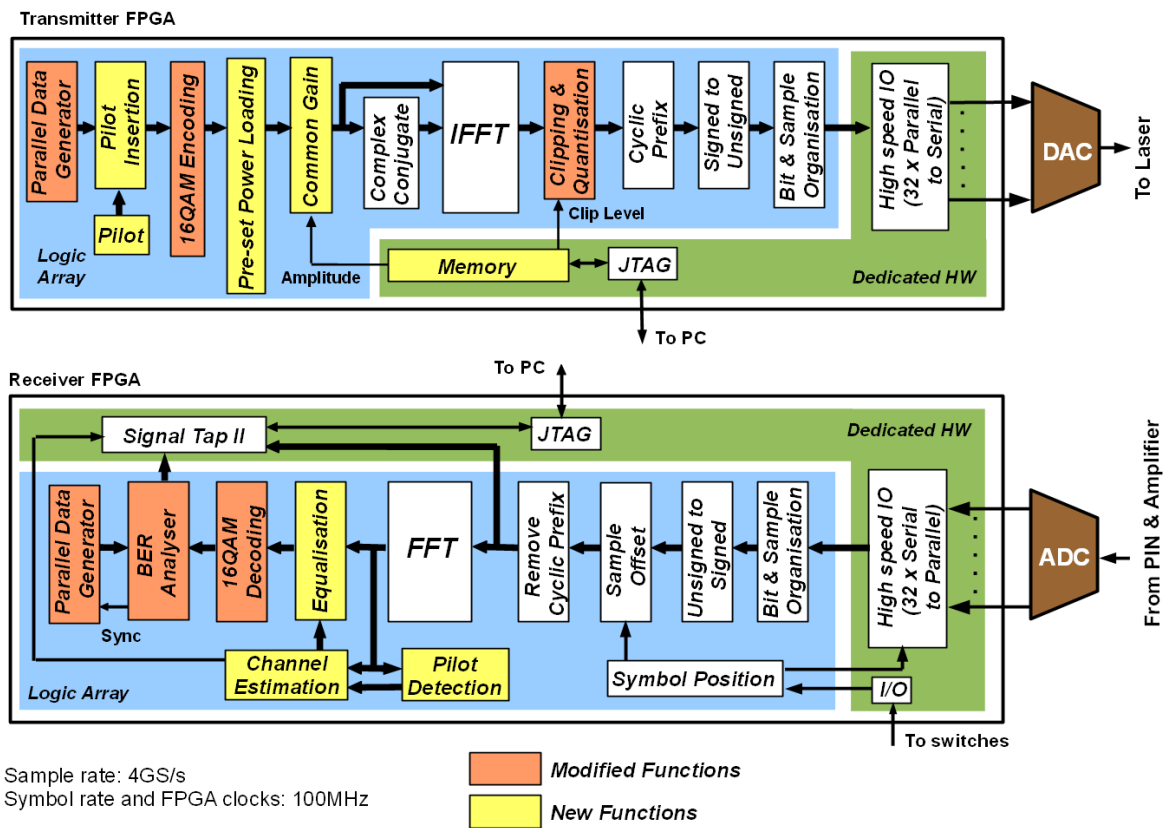 Transmitter FPGA
Parallel Data
Generator
Pilot
Insertion
Pilot
16QAM Encoding
Pre-set Power Loading
Common Gain
Complex
Conjugate
IFFT
Clipping &
Quantisation
Cyclic
Prefix
Signed to
Unsigned
Bit & Sample
Organisation
High speed IO
(32 x Parallel
to Serial)
DAC
To Laser
Logic
Array
Amplitude
Clip Level
Memory
JTAG
Dedicated HW
To PC
Receiver FPGA
To PC
Signal Tap II
JTAG
Dedicated HW
Parallel Data
Generator
BER
Analyser
16QAM
Decoding
Equalisation
FFT
Remove
Cyclic Prefix
Sample
Offset
Unsigned to
Signed
Bit & Sample
Organisation
High speed IO
(32 x Serial
to Parallel)
ADC
From PIN & Amplifier
Sync
Channel
Estimation
Pilot
Detection
Symbol Position
I/O
Logic Array
To switches
Sample rate: 4GS/s
Symbol rate and FPGA clocks: 100MHz
Modified Functions
New Functions